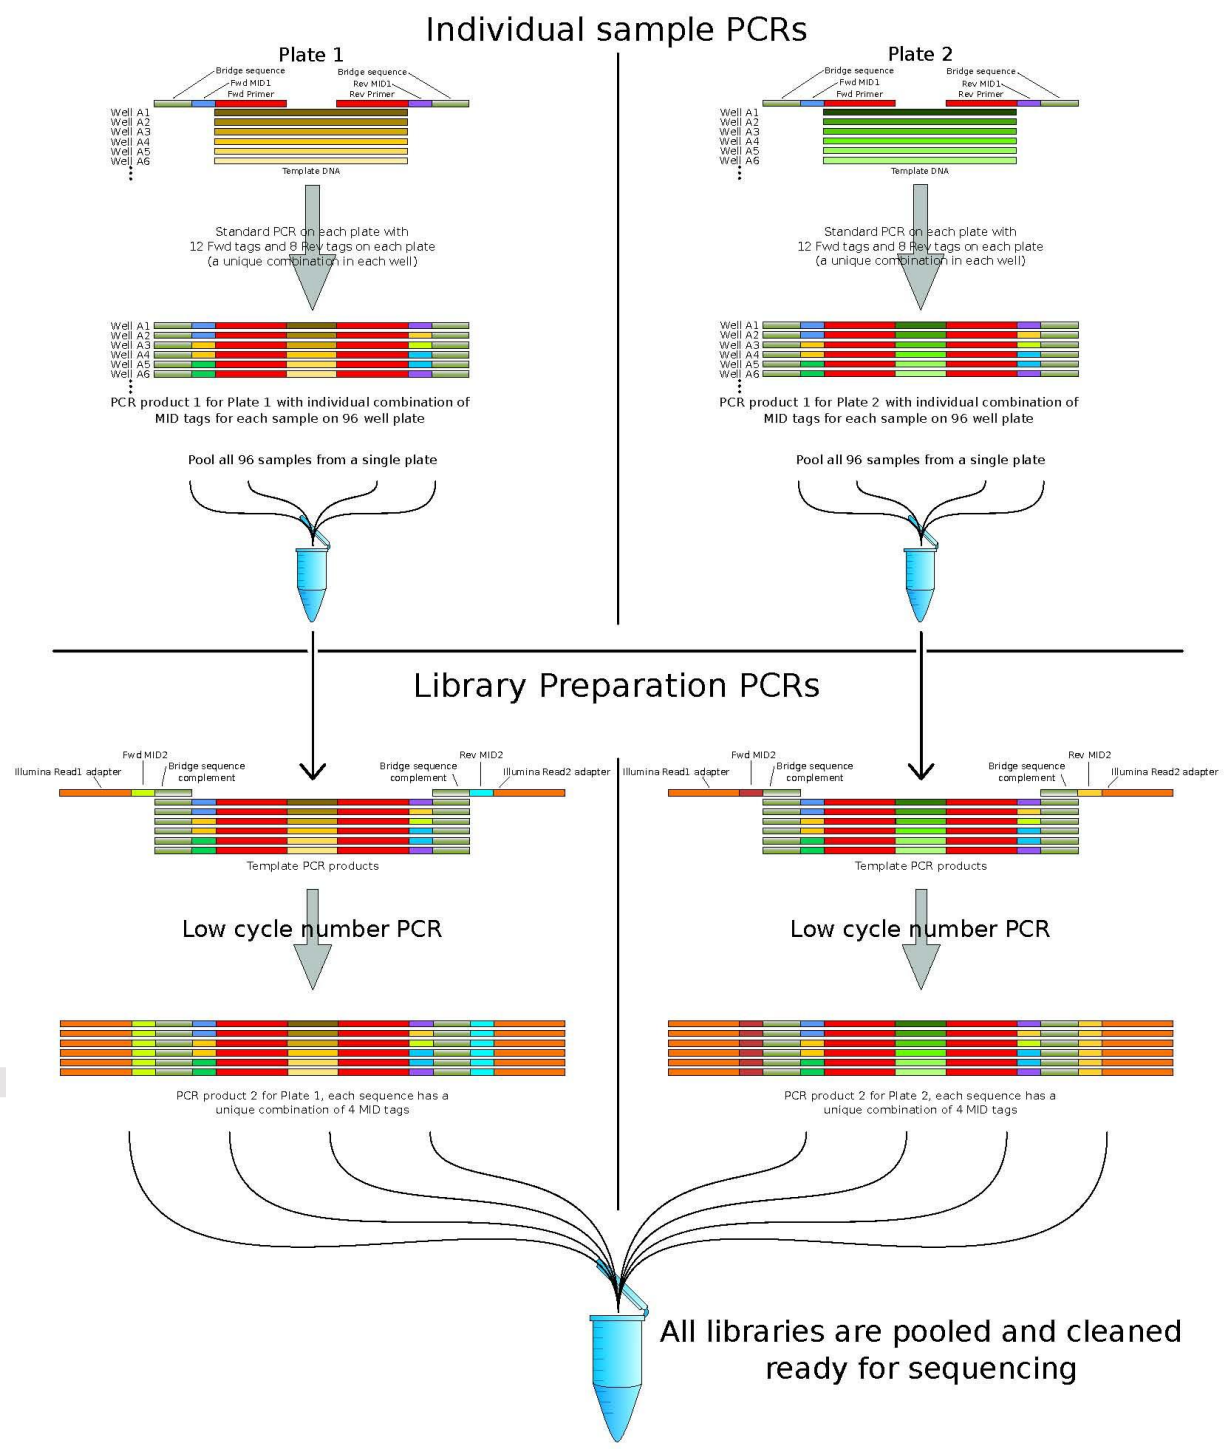 Individual sample PCRs
Plate 1
Bridge sequence
Bridge sequence
Fwd MID1
Rev MID1
Fwd Primer
Rev Primer
Well A1
Well A2
Well A3
Well A4
Well A5
Well A6
Template DNA
Standard PCR on each plate with
12 Fwd tags and 8 Rev tags on each plate
(a unique combination in each well)
Well A1
Well A2
Well A3
Well A4
Well A5
Well A6
PCR product 1 for Plate 1 with individual combination of
MID tags for each sample on 96 well plate
Pool all 96 samples from a single plate
Plate 2
Bridge sequence
Bridge sequence
Fwd MID1
Rev MID1
Fwd Primer
Rev Primer
Well A1
Well A2
Well A3
Well A4
Well A5
Well A6
Template DNA
Standard PCR on each plate with
12 Fwd tags and 8 Rev tags on each plate
(a unique combination in each well)
Well A1
Well A2
Well A3
Well A4
Well A5
Well A6
PCR product 1 for Plate 2 with individual combination of
MID tags for each sample on 96 well plate
Pool all 96 samples from a single plate
Library Preparation PCRs
Fwd MID2
Rev MID2
Illumina Read1 adapter
Bridge sequence
complement
Bridge sequence
complement
Illumina Read2 adapter
Template PCR products
Low cycle number PCR
PCR product 2 for Plate 1, each sequence has a
unique combination of 4 MID tags
Fwd MID2
Rev MID2
Illumina Read1 adapter
Bridge sequence
complement
Bridge sequence
complement
Illumina Read2 adapter
Template PCR products
Low cycle number PCR
PCR product 2 for Plate 2, each sequence has a
unique combination of 4 MID tags
All libraries are pooled and cleaned
ready for sequencing